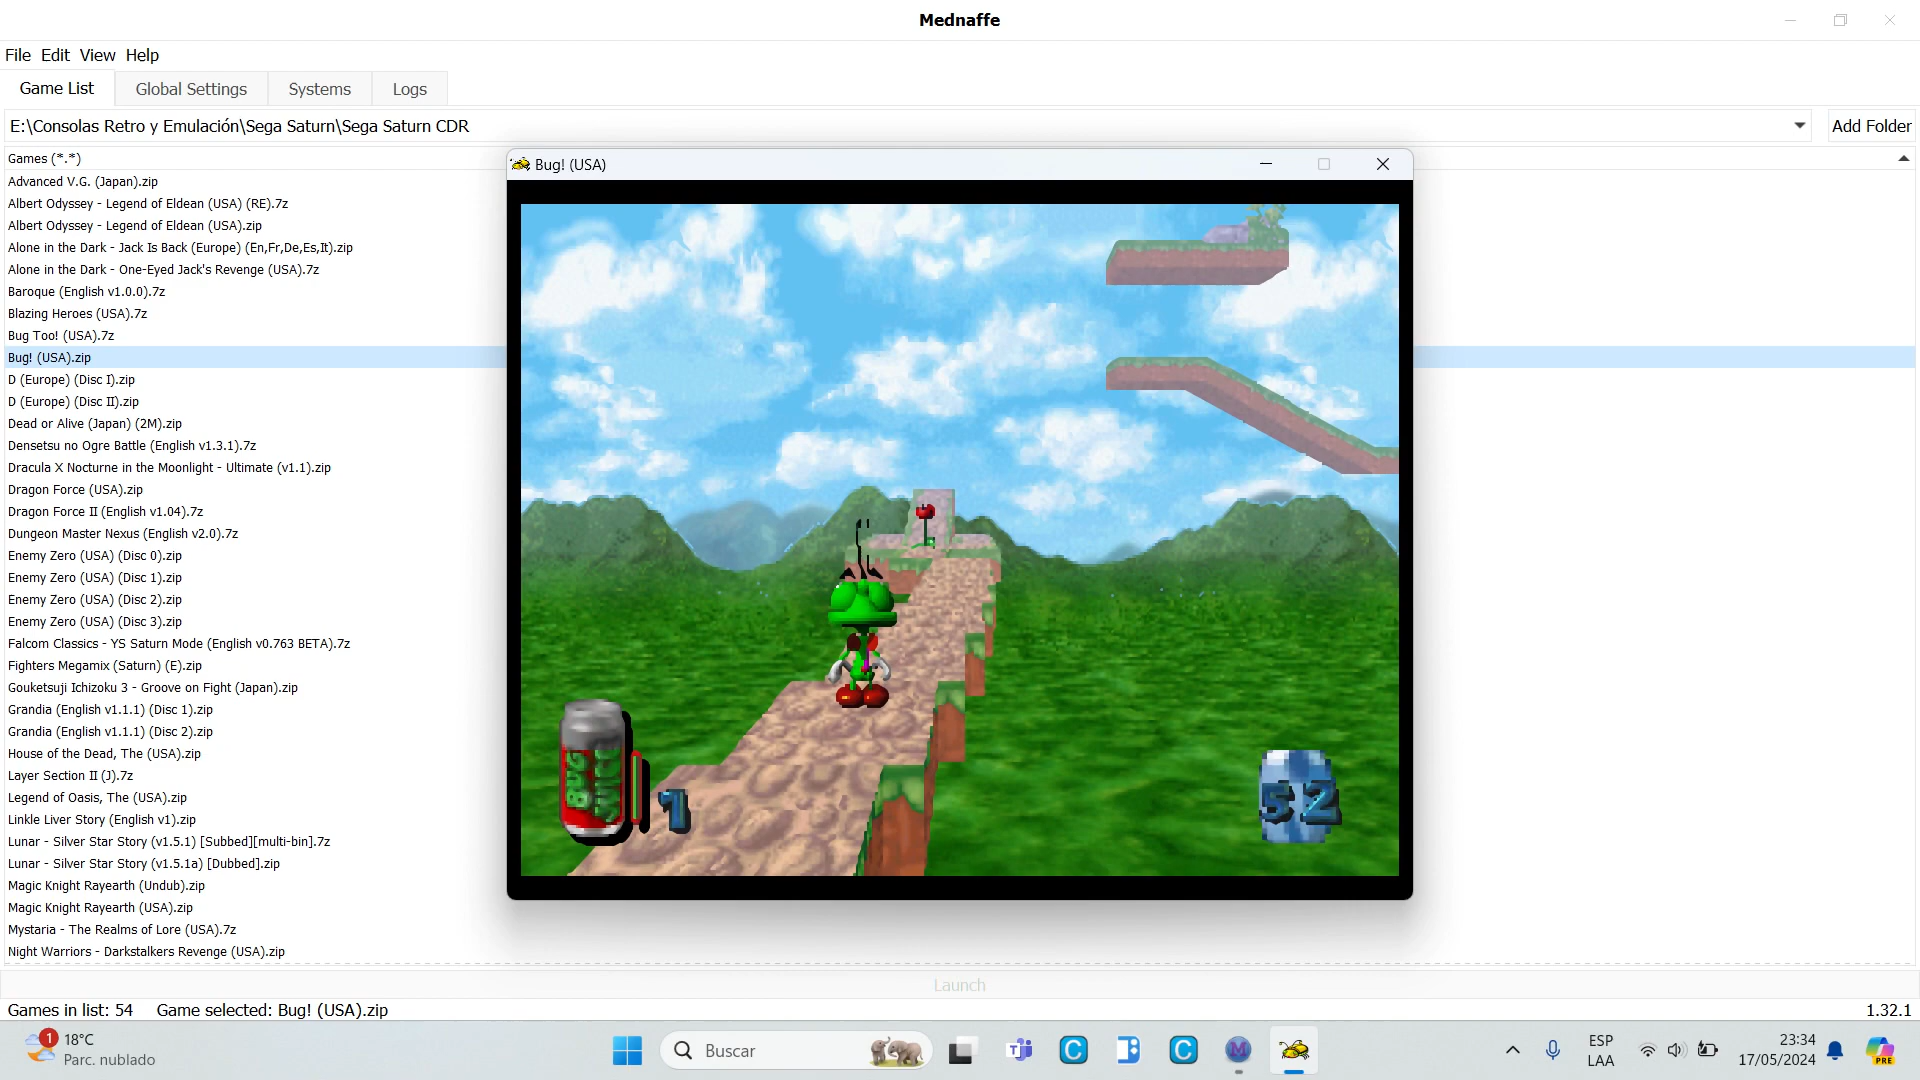 Mednaffe
File Edit View Help
Game List Global Settings Systems Logs
E:\Consolas Retro y Emulación\Sega Saturn\Sega Saturn CDR Add Folder
Games (*.*)
Advanced V.G. (Japan).zip
Albert Odyssey - Legend of Eldean (USA) (RE).7z
Albert Odyssey - Legend of Eldean (USA).zip
Alone in the Dark - Jack Is Back (Europe) (En,Fr,De,Es,It).zip
Alone in the Dark - One-Eyed Jack's Revenge (USA).7z
Baroque (English v1.0.0).7z
Blazing Heroes (USA).7z
Bug Too! (USA).7z
Bug! (USA).zip
D (Europe) (Disc I).zip
D (Europe) (Disc II).zip
Dead or Alive (Japan) (2M).zip
Densetsu no Ogre Battle (English v1.3.1).7z
Dracula X Nocturne in the Moonlight - Ultimate (v1.1).zip
Dragon Force (USA).zip
Dragon Force II (English v1.04).7z
Dungeon Master Nexus (English v2.0).7z
Enemy Zero (USA) (Disc 0).zip
Enemy Zero (USA) (Disc 1).zip
Enemy Zero (USA) (Disc 2).zip
Enemy Zero (USA) (Disc 3).zip
Falcom Classics - YS Saturn Mode (English v0.763 BETA).7z
Fighters Megamix (Saturn) (E).zip
Gouketsuji Ichizoku 3 - Groove on Fight (Japan).zip
Grandia (English v1.1.1) (Disc 1).zip
Grandia (English v1.1.1) (Disc 2).zip
House of the Dead, The (USA).zip
Layer Section II (J).7z
Legend of Oasis, The (USA).zip
Linkle Liver Story (English v1).zip
Lunar - Silver Star Story (v1.5.1) [Subbed][multi-bin].7z
Lunar - Silver Star Story (v1.5.1a) [Dubbed].zip
Magic Knight Rayearth (Undub).zip
Magic Knight Rayearth (USA).zip
Mystaria - The Realms of Lore (USA).7z
Night Warriors - Darkstalkers Revenge (USA).zip
Bug! (USA)
BUG JUICE
1
52
Launch
Games in list: 54 Game selected: Bug! (USA).zip 1.32.1
1
18°C
Parc. nublado
Buscar
ESP
LAA
23:34
17/05/2024
PRE